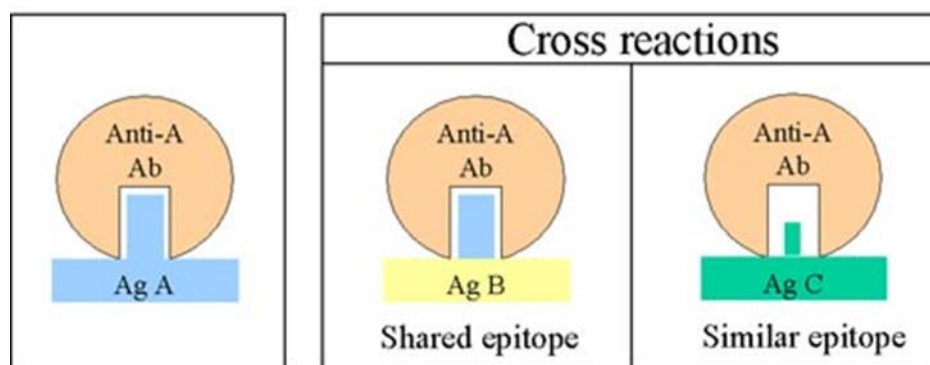 Cross reactions
Anti-A
Ab
Ag A
Anti-A
Ab
Ag B
Shared epitope
Anti-A
Ab
Ag C
Similar epitope